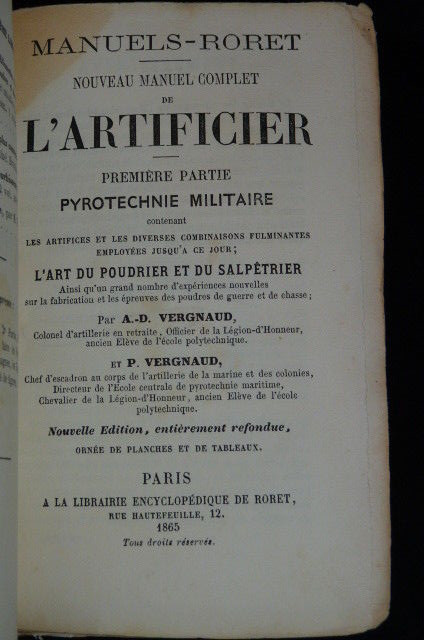 MANUELS-RORET
NOUVEAU MANUEL COMPLET
DE
L'ARTIFICIER
PREMIÈRE PARTIE
PYROTECHNIE MILITAIRE
contenant
LES ARTIFICES ET LES DIVERSES COMBINAISONS FULMINANTES
EMPLOYÉES JUSQU'A CE JOUR;
L'ART DU POUDRIER ET DU SALPÊTRIER
Ainsi qu'un grand nombre d'expériences nouvelles
sur la fabrication et les épreuves des poudres de guerre et de chasse;
Par A.-D. VERGNAUD,
Colonel d'artillerie en retraite, Officier de la Légion-d'Honneur,
ancien Elève de l'école polytechnique.
ET P. VERGNAUD,
Chef d'escadron au corps de l'artillerie de la marine et des colonies,
Directeur de l'Ecole centrale de pyrotechnie maritime,
Chevalier de la Légion-d'Honneur, ancien Elève de l'école
polytechnique.
Nouvelle Edition, entièrement refondue,
ORNÉE DE PLANCHES ET DE TABLEAUX.
PARIS
A LA LIBRAIRIE ENCYCLOPÉDIQUE DE RORET,
RUE HAUTEFEUILLE, 12.
1865
Tous droits réservés.